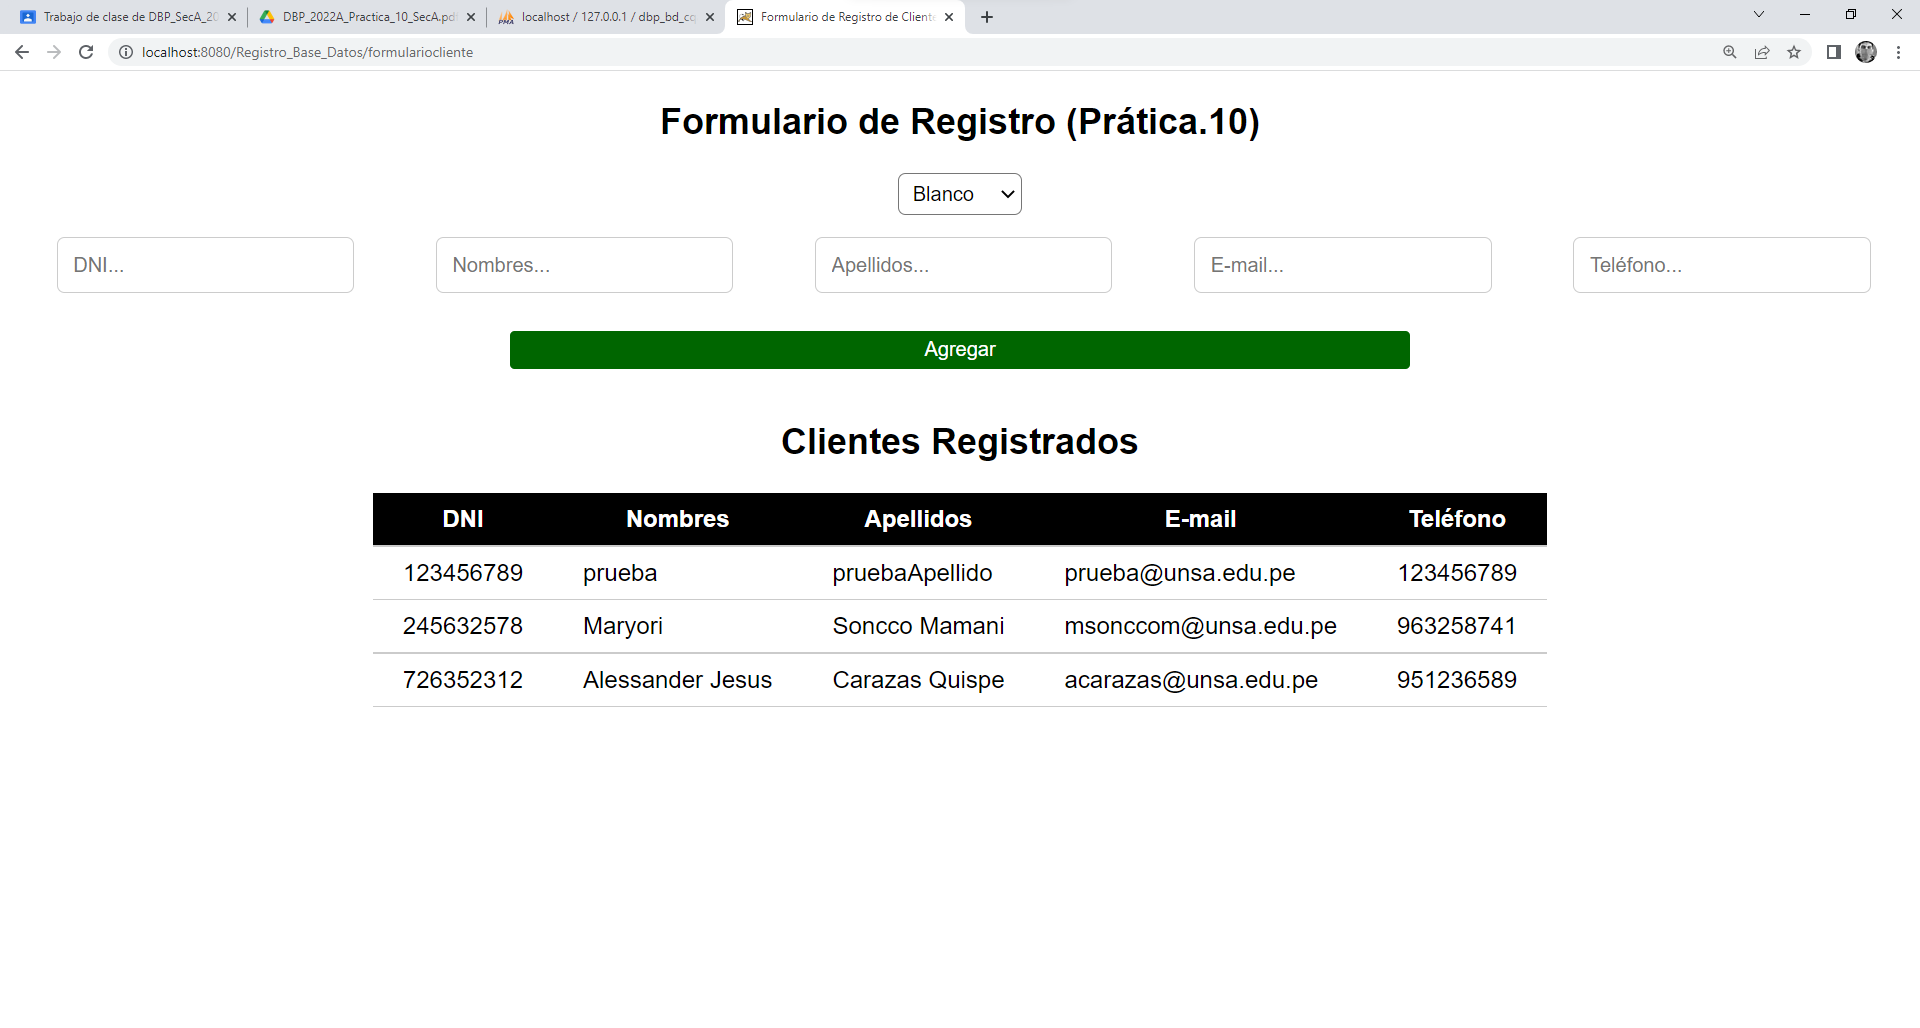 Trabajo de clase de DBP_SecA_20
DBP_2022A_Practica_10_SecA.pdf
localhost / 127.0.0.1 / dbp_bd_cq
Formulario de Registro de Cliente
localhost:8080/Registro_Base_Datos/formulariocliente
Formulario de Registro (Prática.10)
Blanco
DNI... Nombres... Apellidos... E-mail... Teléfono...
Agregar
Clientes Registrados
DNI Nombres Apellidos E-mail Teléfono
123456789 prueba pruebaApellido prueba@unsa.edu.pe 123456789
245632578 Maryori Soncco Mamani msonccom@unsa.edu.pe 963258741
726352312 Alessander Jesus Carazas Quispe acarazas@unsa.edu.pe 951236589